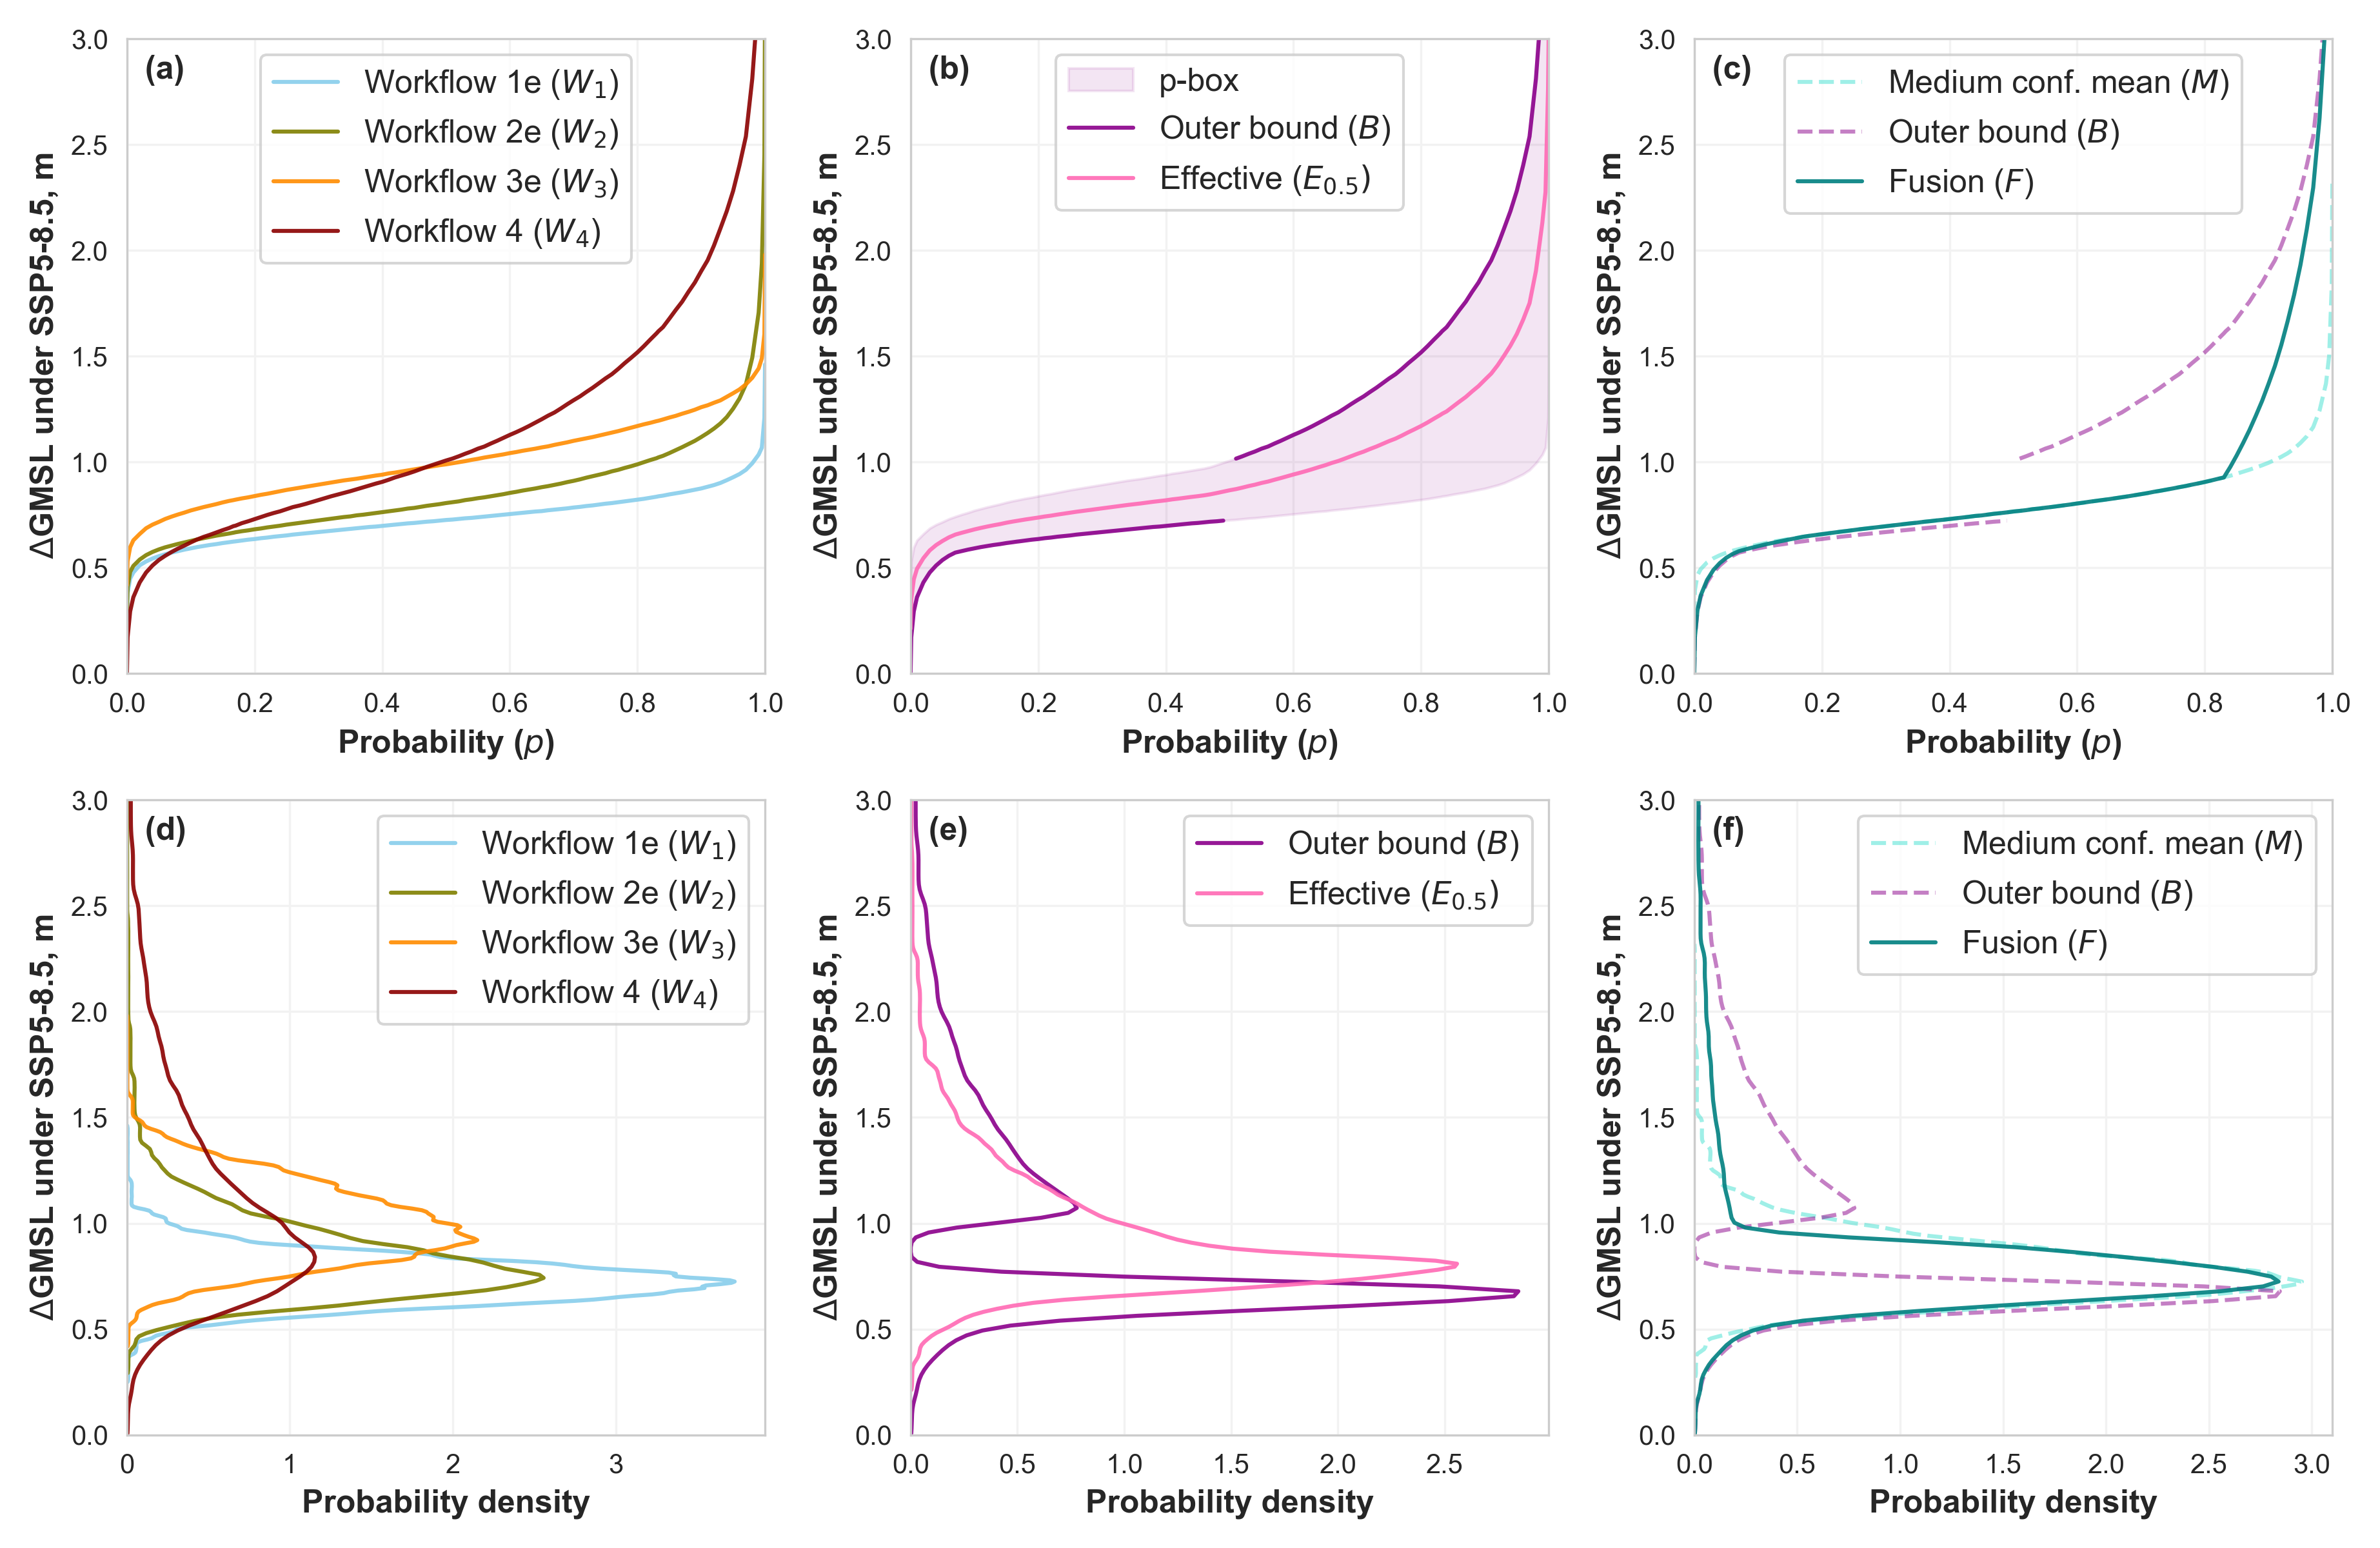 (a)
Workflow 1e (W₁)
Workflow 2e (W₂)
Workflow 3e (W₃)
Workflow 4 (W₄)
ΔGMSL under SSP5-8.5, m
3.0
2.5
2.0
1.5
1.0
0.5
0.0
0.0 0.2 0.4 0.6 0.8 1.0
Probability (p)
(b)
p-box
Outer bound (B)
Effective (E₀.₅)
ΔGMSL under SSP5-8.5, m
3.0
2.5
2.0
1.5
1.0
0.5
0.0
0.0 0.2 0.4 0.6 0.8 1.0
Probability (p)
(c)
Medium conf. mean (M)
Outer bound (B)
Fusion (F)
ΔGMSL under SSP5-8.5, m
3.0
2.5
2.0
1.5
1.0
0.5
0.0
0.0 0.2 0.4 0.6 0.8 1.0
Probability (p)
(d)
Workflow 1e (W₁)
Workflow 2e (W₂)
Workflow 3e (W₃)
Workflow 4 (W₄)
ΔGMSL under SSP5-8.5, m
3.0
2.5
2.0
1.5
1.0
0.5
0.0
0 1 2 3
Probability density
(e)
Outer bound (B)
Effective (E₀.₅)
ΔGMSL under SSP5-8.5, m
3.0
2.5
2.0
1.5
1.0
0.5
0.0
0.0 0.5 1.0 1.5 2.0 2.5
Probability density
(f)
Medium conf. mean (M)
Outer bound (B)
Fusion (F)
ΔGMSL under SSP5-8.5, m
3.0
2.5
2.0
1.5
1.0
0.5
0.0
0.0 0.5 1.0 1.5 2.0 2.5 3.0
Probability density